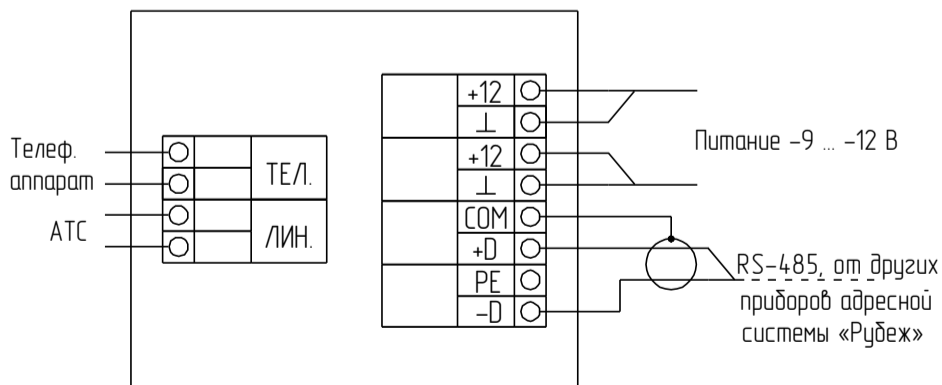 Телеф.
аппарат
АТС
ТЕЛ.
ЛИН.
+12
⊥
+12
⊥
COM
+D
PE
-D
Питание -9 ... -12 В
RS-485, от других
приборов адресной
системы «Рубеж»